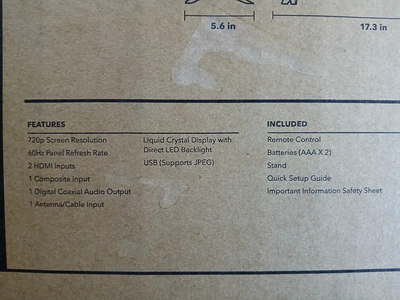 5.6 in
17.3 in
FEATURES
720p Screen Resolution
60Hz Panel Refresh Rate
2 HDMI Inputs
1 Composite Input
1 Digital Coaxial Audio Output
1 Antenna/Cable Input
Liquid Crystal Display with
Direct LED Backlight
USB (Supports JPEG)
INCLUDED
Remote Control
Batteries (AAA X 2)
Stand
Quick Setup Guide
Important Information Safety Sheet